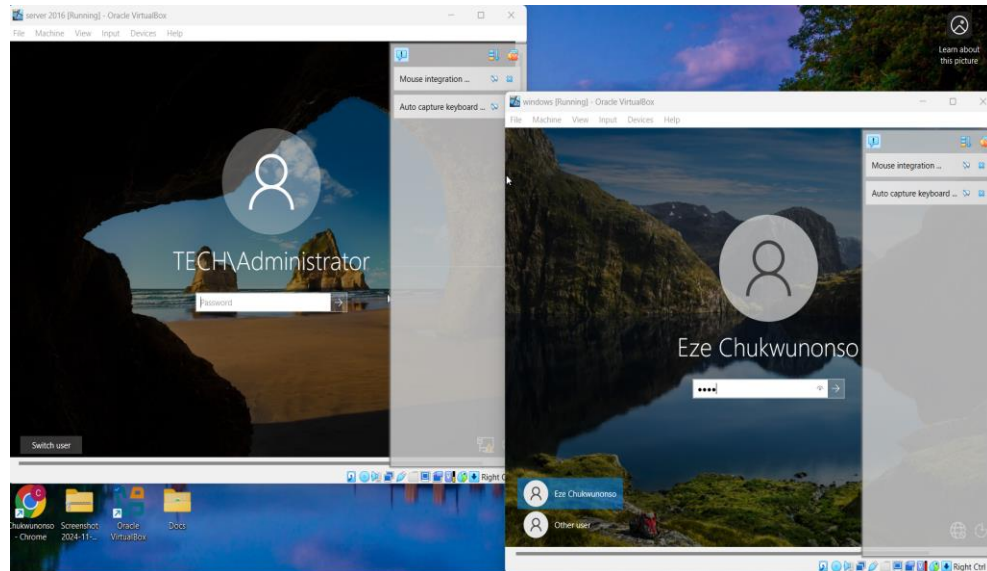 server 2016 [Running] - Oracle VirtualBox
File Machine View Input Devices Help
Mouse integration ...
Auto capture keyboard ...
TECH\Administrator
Password
Switch user
Right C
Learn about
this picture
windows [Running] - Oracle VirtualBox
File Machine View Input Devices Help
Mouse integration ...
Auto capture keyboard ...
Eze Chukwunonso
Eze Chukwunonso
Other user
Right Ctrl
hukwunonso
- Chrome
Screenshot
2024-11-...
Oracle
VirtualBox
Docs